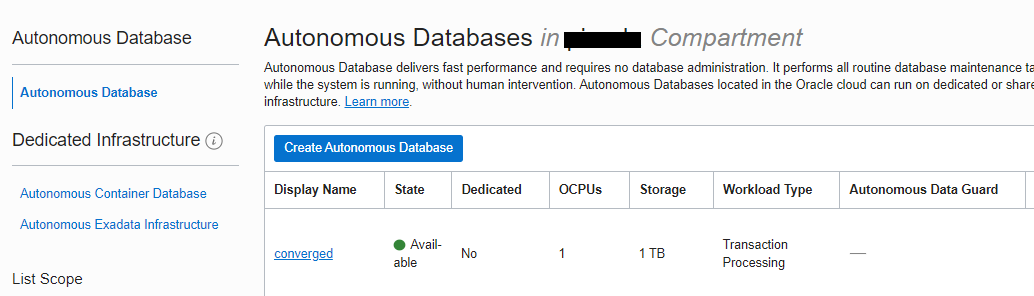 Autonomous Database
Autonomous Database
Dedicated Infrastructure
Autonomous Container Database
Autonomous Exadata Infrastructure
List Scope
Autonomous Databases in Compartment
Autonomous Database delivers fast performance and requires no database administration. It performs all routine database maintenance ta
while the system is running, without human intervention. Autonomous Databases located in the Oracle cloud can run on dedicated or share
infrastructure. Learn more.
Create Autonomous Database
Display Name State Dedicated OCPUs Storage Workload Type Autonomous Data Guard
converged Avail-
able No 1 1 TB Transaction
Processing —